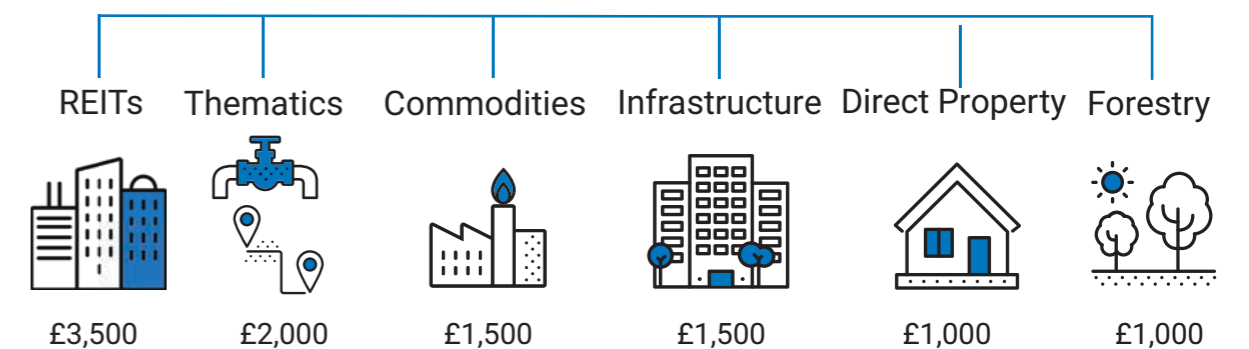 REITs Thematics Commodities Infrastructure Direct Property Forestry
£3,500 £2,000 £1,500 £1,500 £1,000 £1,000